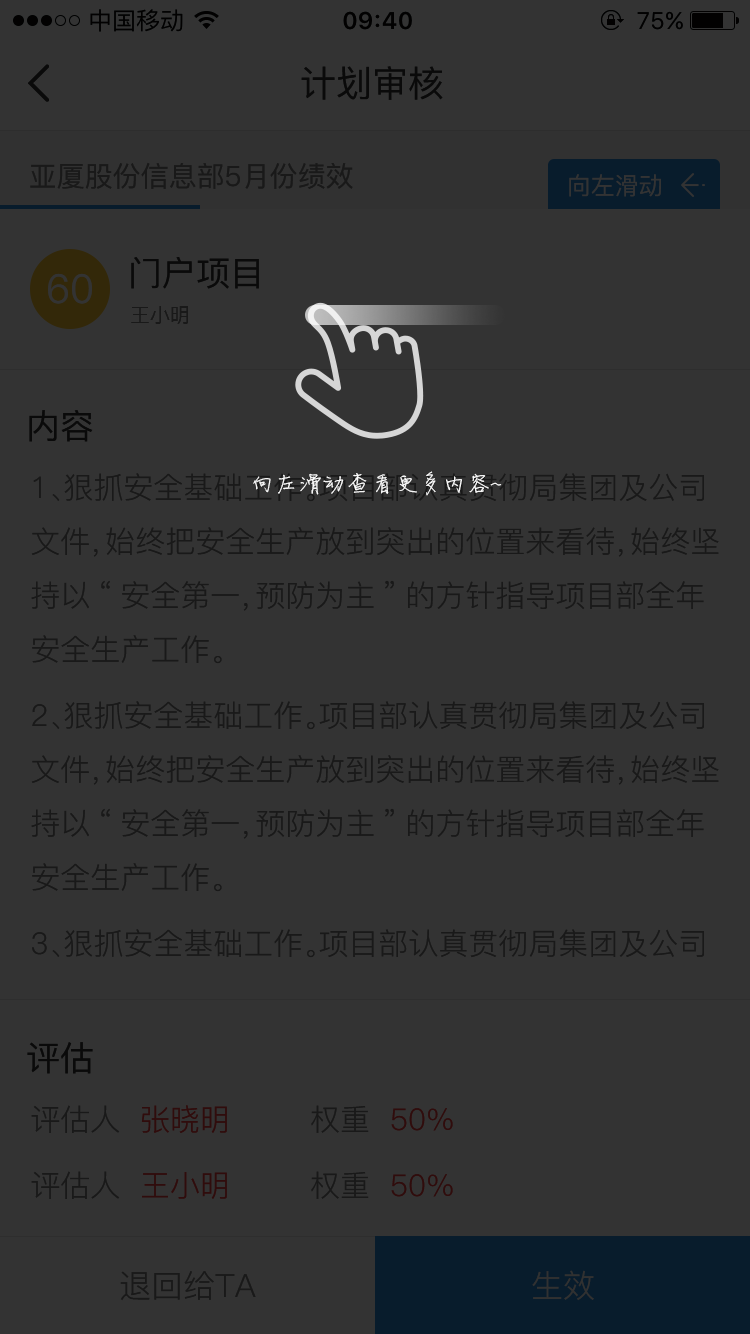 中国移动 09:40 75%
计划审核
亚厦股份信息部5月份绩效 向左滑动
60 门户项目
王小明
内容
向左滑动查看更多内容~
1、狠抓安全基础工作。项目部认真贯彻局集团及公司
文件,始终把安全生产放到突出的位置来看待,始终坚
持以“安全第一,预防为主”的方针指导项目部全年
安全生产工作。
2、狠抓安全基础工作。项目部认真贯彻局集团及公司
文件,始终把安全生产放到突出的位置来看待,始终坚
持以“安全第一,预防为主”的方针指导项目部全年
安全生产工作。
3、狠抓安全基础工作。项目部认真贯彻局集团及公司
评估
评估人 张晓明 权重 50%
评估人 王小明 权重 50%
退回给TA 生效